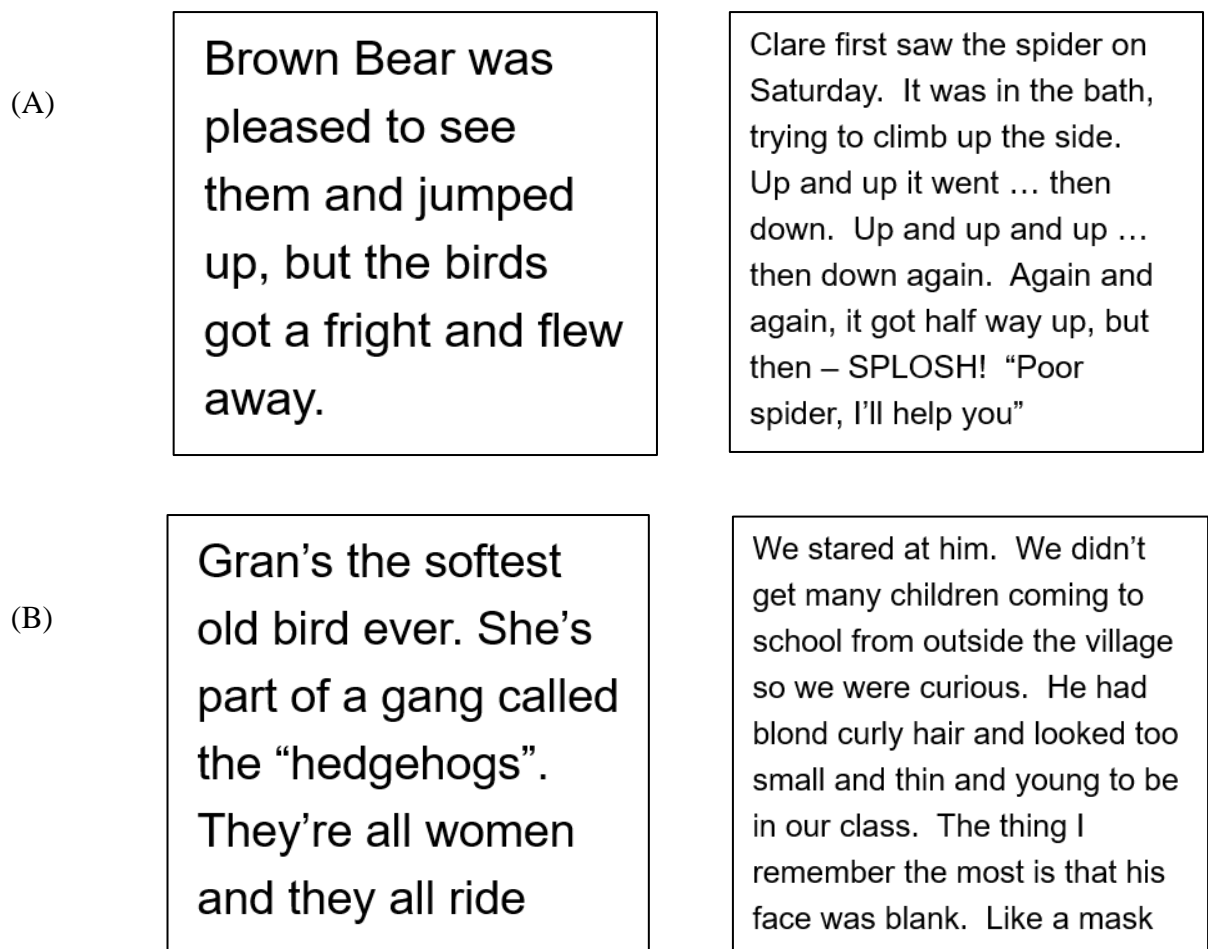 (A)
Brown Bear was
pleased to see
them and jumped
up, but the birds
got a fright and flew
away.
Clare first saw the spider on
Saturday.  It was in the bath,
trying to climb up the side.
Up and up it went … then
down.  Up and up and up …
then down again.  Again and
again, it got half way up, but
then – SPLOSH!  “Poor
spider, I’ll help you”
(B)
Gran’s the softest
old bird ever. She’s
part of a gang called
the “hedgehogs”.
They’re all women
and they all ride
We stared at him.  We didn’t
get many children coming to
school from outside the village
so we were curious.  He had
blond curly hair and looked too
small and thin and young to be
in our class.  The thing I
remember the most is that his
face was blank.  Like a mask